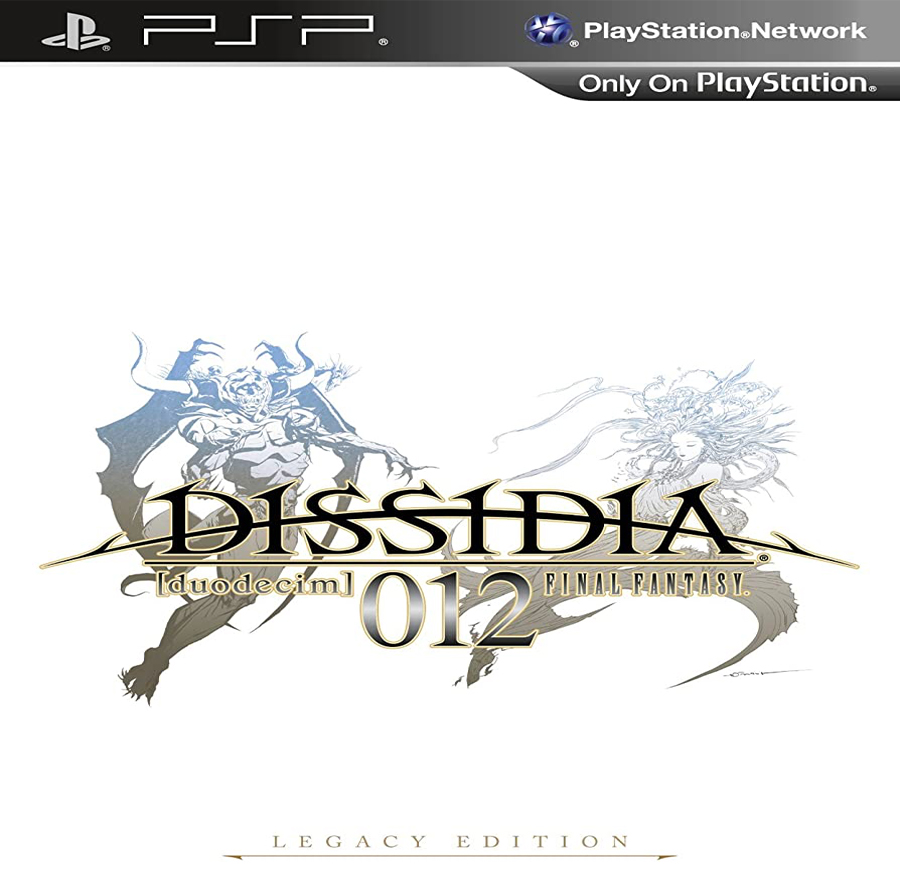 PSP®
PlayStation®Network
Only On PlayStation®
DISSIDIA®
[duodecim] 012 FINAL FANTASY®
LEGACY EDITION